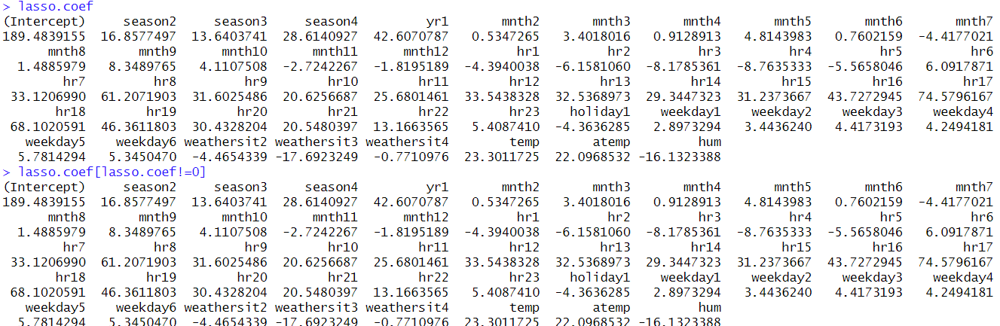 > lasso.coef
(Intercept) season2 season3 season4 yr1 mnth2 mnth3 mnth4 mnth5 mnth6 mnth7
189.4839155 16.8577497 13.6403741 28.6140927 42.6070787 0.5347265 3.4018016 0.9128913 4.8143983 0.7602159 -4.4177021
mnth8 mnth9 mnth10 mnth11 mnth12 hr1 hr2 hr3 hr4 hr5 hr6
1.4885979 8.3489765 4.1107508 -2.7242267 -1.8195189 -4.3940038 -6.1581060 -8.1785361 -8.7635333 -5.5658046 6.0917871
hr7 hr8 hr9 hr10 hr11 hr12 hr13 hr14 hr15 hr16 hr17
33.1206990 61.2071903 31.6025486 20.6256687 25.6801461 33.5438328 32.5368973 29.3447323 31.2373667 43.7272945 74.5796167
hr18 hr19 hr20 hr21 hr22 hr23 holiday1 weekday1 weekday2 weekday3 weekday4
68.1020591 46.3611803 30.4328204 20.5480397 13.1663565 5.4087410 -4.3636285 2.8973294 3.4436240 4.4173193 4.2494181
weekday5 weekday6 weathersit2 weathersit3 weathersit4 temp atemp hum
5.7814294 5.3450470 -4.4654339 -17.6923249 -0.7710976 23.3011725 22.0968532 -16.1323388
> lasso.coef[lasso.coef!=0]
(Intercept) season2 season3 season4 yr1 mnth2 mnth3 mnth4 mnth5 mnth6 mnth7
189.4839155 16.8577497 13.6403741 28.6140927 42.6070787 0.5347265 3.4018016 0.9128913 4.8143983 0.7602159 -4.4177021
mnth8 mnth9 mnth10 mnth11 mnth12 hr1 hr2 hr3 hr4 hr5 hr6
1.4885979 8.3489765 4.1107508 -2.7242267 -1.8195189 -4.3940038 -6.1581060 -8.1785361 -8.7635333 -5.5658046 6.0917871
hr7 hr8 hr9 hr10 hr11 hr12 hr13 hr14 hr15 hr16 hr17
33.1206990 61.2071903 31.6025486 20.6256687 25.6801461 33.5438328 32.5368973 29.3447323 31.2373667 43.7272945 74.5796167
hr18 hr19 hr20 hr21 hr22 hr23 holiday1 weekday1 weekday2 weekday3 weekday4
68.1020591 46.3611803 30.4328204 20.5480397 13.1663565 5.4087410 -4.3636285 2.8973294 3.4436240 4.4173193 4.2494181
weekday5 weekday6 weathersit2 weathersit3 weathersit4 temp atemp hum
5.7814294 5.3450470 -4.4654339 -17.6923249 -0.7710976 23.3011725 22.0968532 -16.1323388